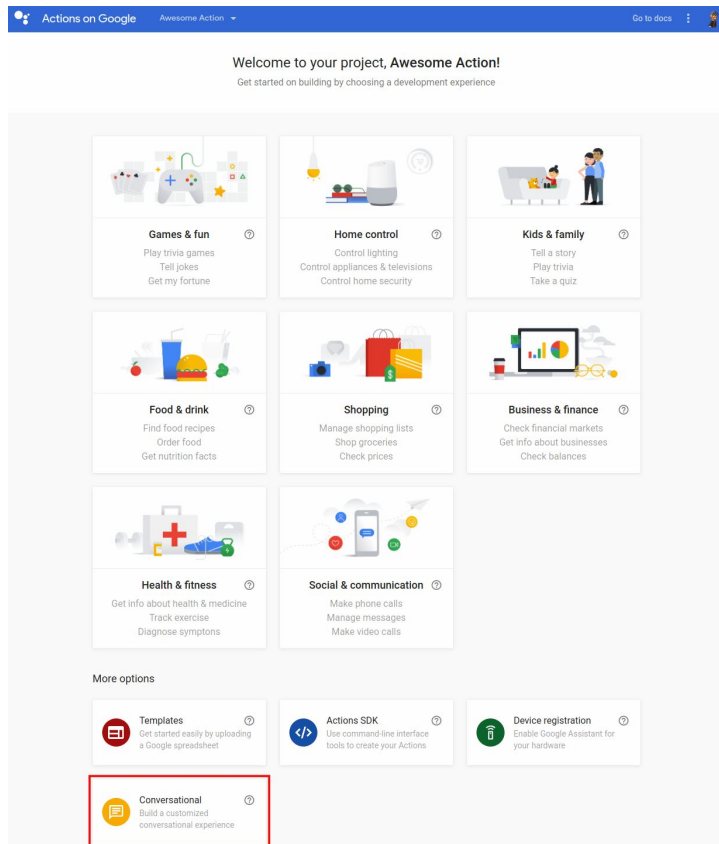 Actions on Google
Awesome Action
Go to docs
Welcome to your project, Awesome Action!
Get started on building by choosing a development experience
Games & fun
Play trivia games
Tell jokes
Get my fortune
Home control
Control lighting
Control appliances & televisions
Control home security
Kids & family
Tell a story
Play trivia
Take a quiz
Food & drink
Find food recipes
Order food
Get nutrition facts
Shopping
Manage shopping lists
Shop groceries
Check prices
Business & finance
Check financial markets
Get info about businesses
Check balances
Health & fitness
Get info about health & medicine
Track exercise
Diagnose symptons
Social & communication
Make phone calls
Manage messages
Make video calls
More options
Templates
Get started easily by uploading
a Google spreadsheet
Actions SDK
Use command-line interface
tools to create your Actions
Device registration
Enable Google Assistant for
your hardware
Conversational
Build a customized
conversational experience